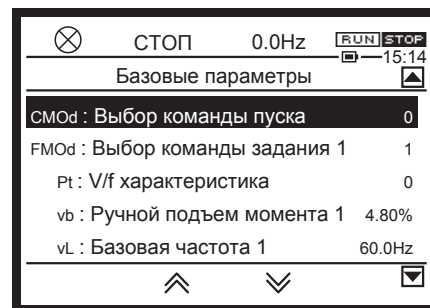 СТОП 0.0Hz RUN STOP
15:14
Базовые параметры
CMOd : Выбор команды пуска 0
FMOd : Выбор команды задания 1 1
Pt : V/f характеристика 0
vb : Ручной подъем момента 1 4.80%
vL : Базовая частота 1 60.0Hz